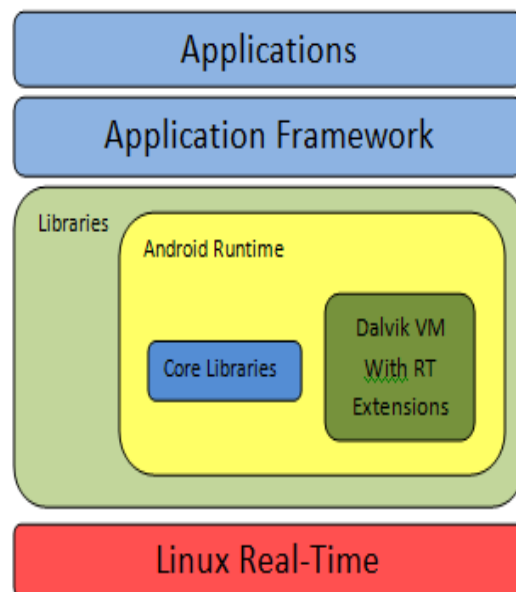 Applications
Application Framework
Libraries
Android Runtime
Core Libraries
Dalvik VM
With RT
Extensions
Linux Real-Time